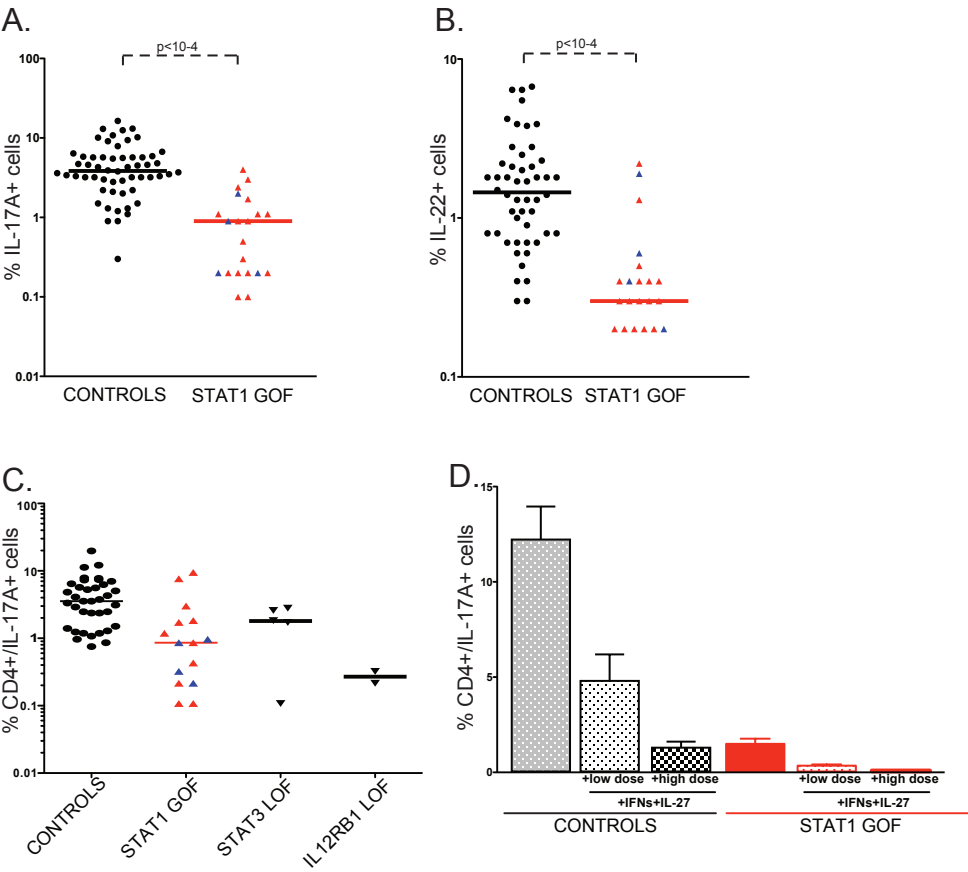 A.
p<10-4
100
10
1
0.1
0.01
% IL-17A+ cells
CONTROLS STAT1 GOF
B.
p<10-4
10
1
0.1
% IL-22+ cells
CONTROLS STAT1 GOF
C.
100
10
1
0.1
0.01
% CD4+/IL-17A+ cells
CONTROLS
STAT1 GOF
STAT3 LOF
IL12RB1 LOF
D.
15
10
5
0
% CD4+/IL-17A+ cells
+low dose +high dose +low dose +high dose
+IFNs+IL-27 +IFNs+IL-27
CONTROLS STAT1 GOF